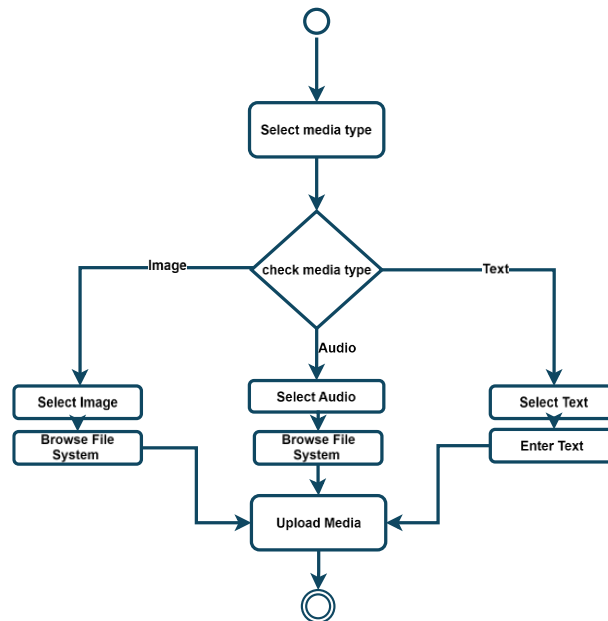 Select media type
check media type
Image
Text
Audio
Select Image
Select Audio
Select Text
Browse File
System
Browse File
System
Enter Text
Upload Media